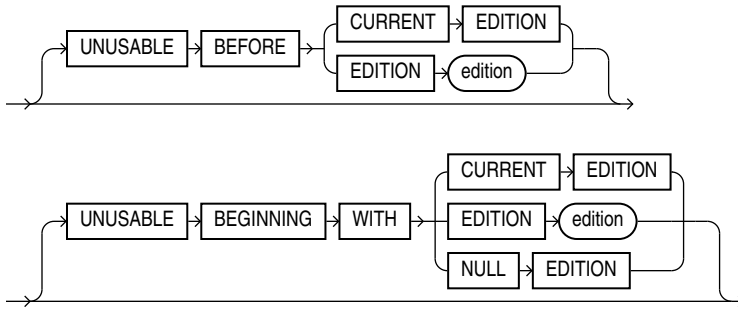 CURRENT EDITION
UNUSABLE BEFORE
EDITION edition
CURRENT EDITION
UNUSABLE BEGINNING WITH EDITION edition
NULL EDITION